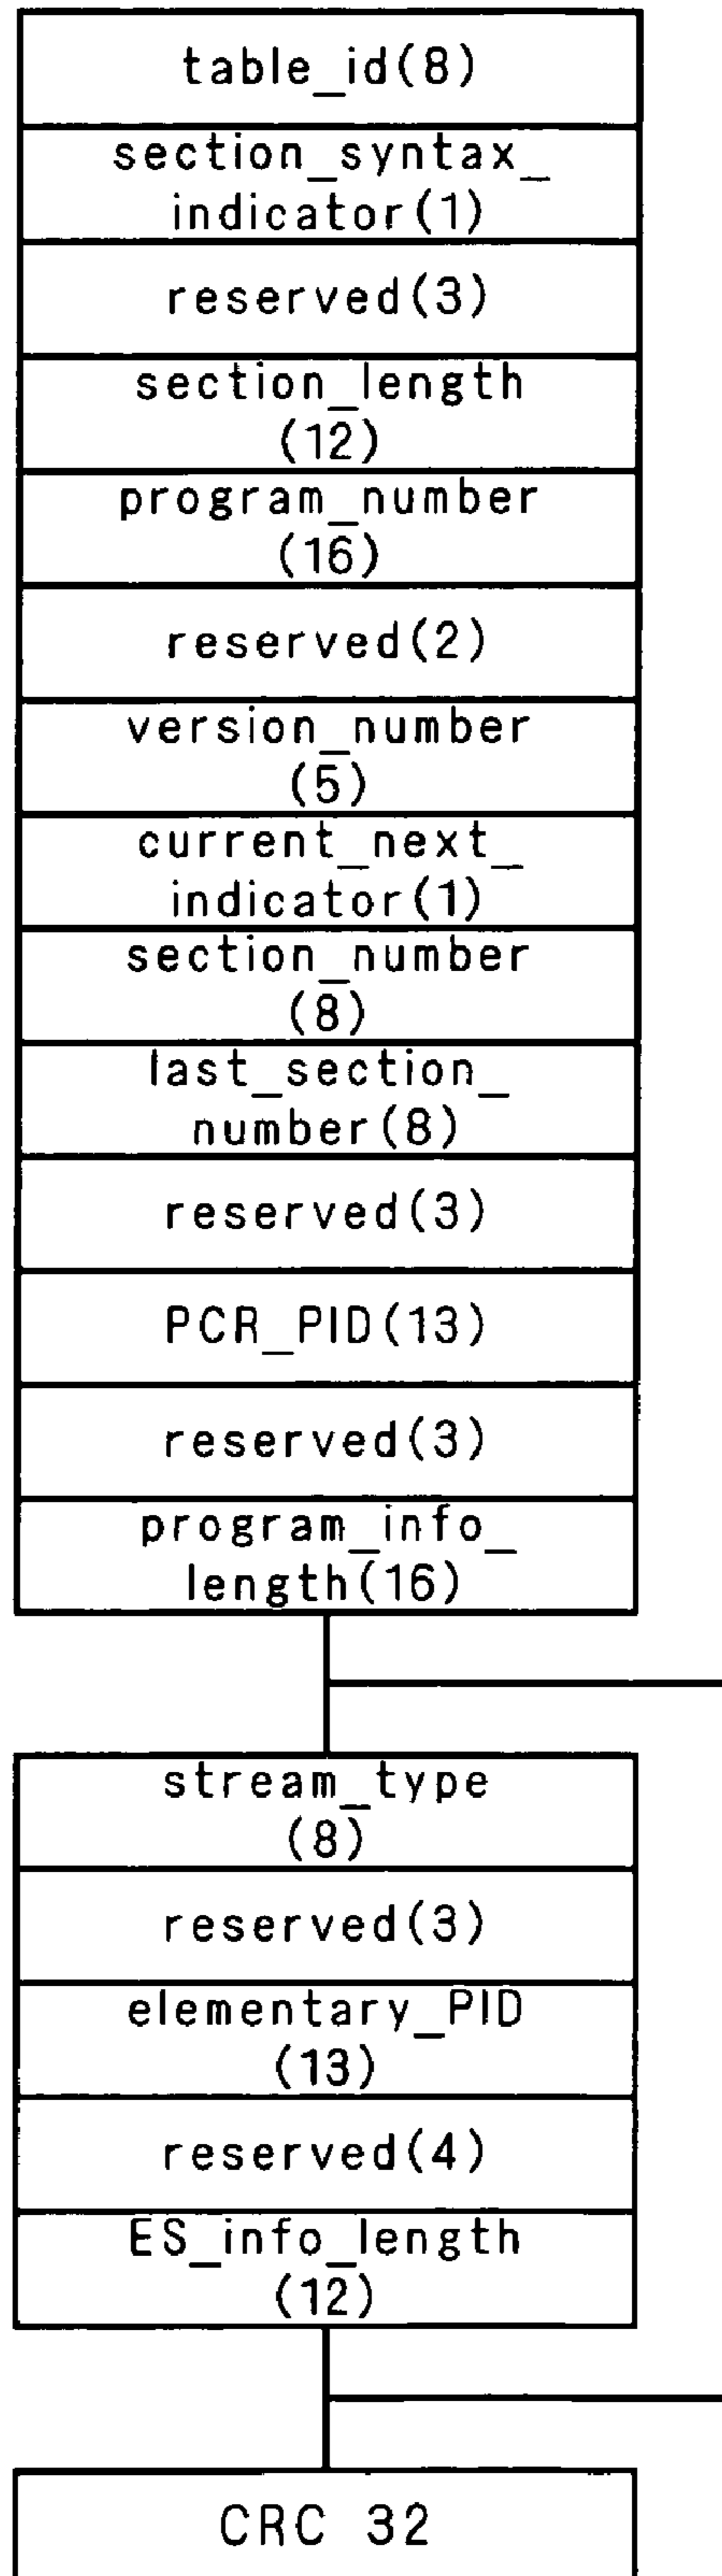 table_id(8)
section_syntax_
indicator(1)
reserved(3)
section_length
(12)
program_number
(16)
reserved(2)
version_number
(5)
current_next_
indicator(1)
section_number
(8)
last_section_
number(8)
reserved(3)
PCR_PID(13)
reserved(3)
program_info_
length(16)
stream_type
(8)
reserved(3)
elementary_PID
(13)
reserved(4)
ES_info_length
(12)
CRC 32